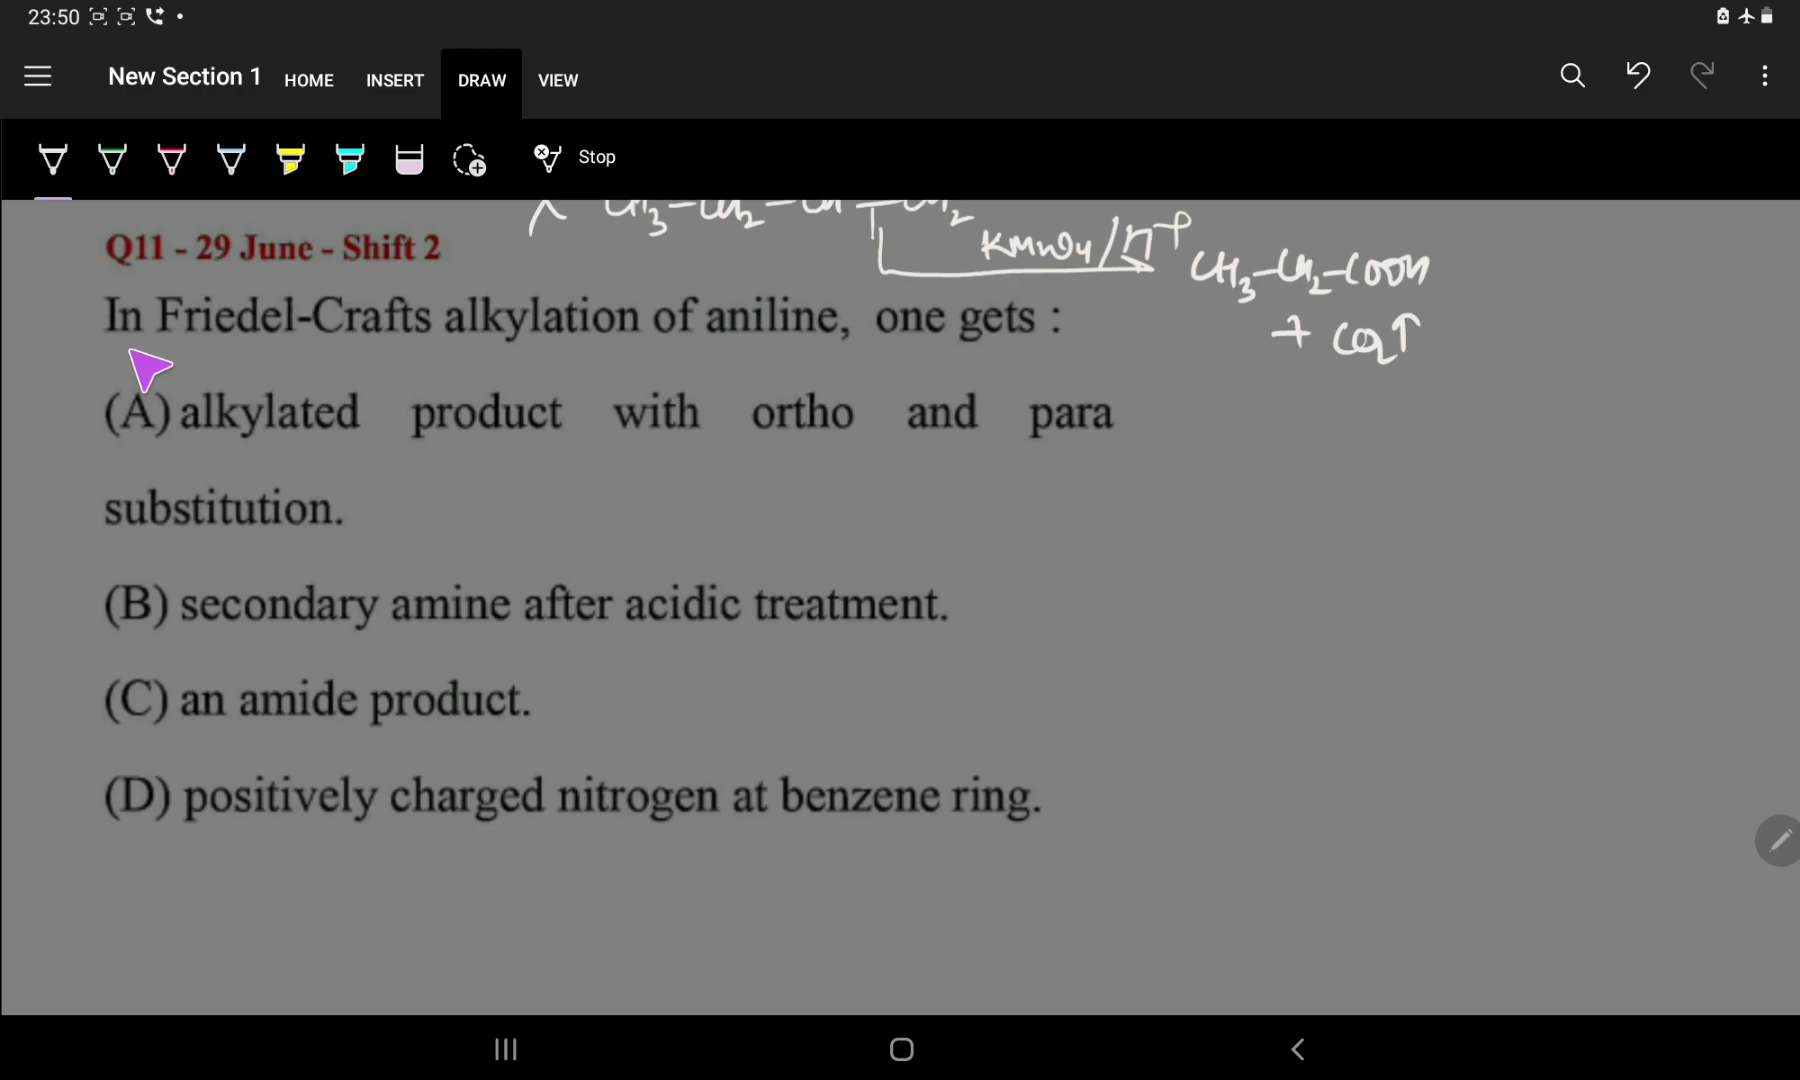 23:50
New Section 1 HOME INSERT DRAW VIEW
Stop
KMnO4/H+
Q11 - 29 June - Shift 2
CH3-CH2-COOH
In Friedel-Crafts alkylation of aniline, one gets :
+ CO2↑
(A) alkylated product with ortho and para
substitution.
(B) secondary amine after acidic treatment.
(C) an amide product.
(D) positively charged nitrogen at benzene ring.